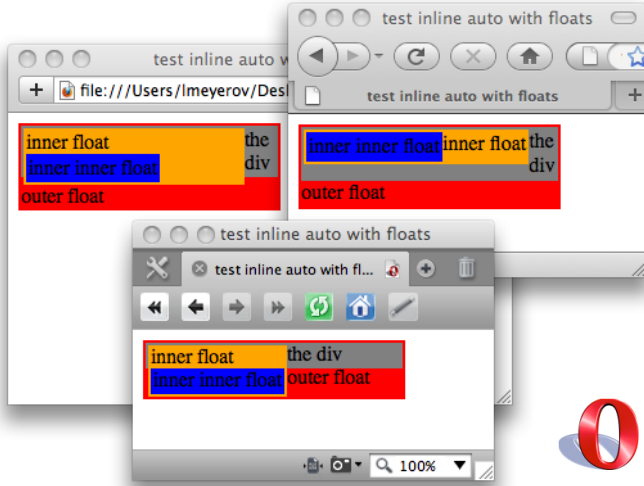 test inline auto w
file:///Users/lmeyerov/Des
inner float
the
inner inner float
div
outer float
test inline auto with floats
test inline auto with floats
inner inner float
inner float
the
div
outer float
test inline auto with floats
test inline auto with fl...
inner float
the div
inner inner float
outer float
100%